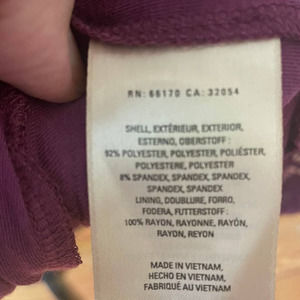 RN: 66170 CA: 32054
SHELL, EXTÉRIEUR, EXTERIOR,
ESTERNO, OBERSTOFF:
92% POLYESTER, POLYESTER, POLIÉSTER,
POLYESTERE, POLYESTER
8% SPANDEX, SPANDEX, SPANDEX,
SPANDEX, SPANDEX
LINING, DOUBLURE, FORRO,
FODERA, FUTTERSTOFF:
100% RAYON, RAYONNE, RAYÓN,
RAYON, REYON
MADE IN VIETNAM,
HECHO EN VIETNAM,
FABRIQUÉ AU VIETNAM